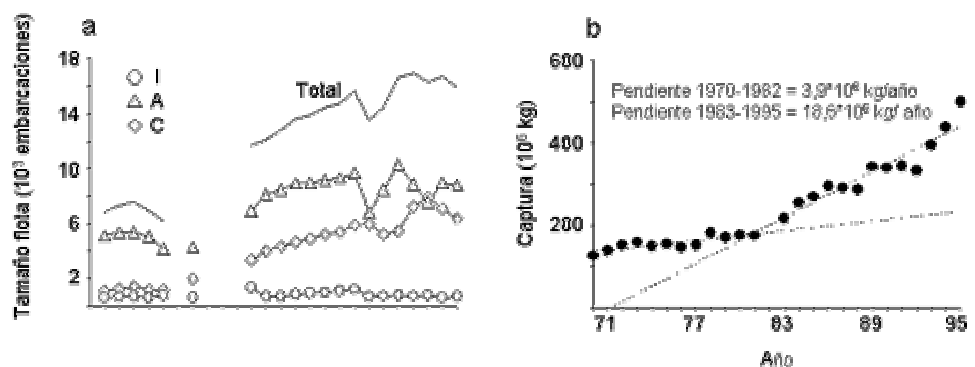 a
Tamaño flota (10³ embarcaciones)
18
14
10
6
2
I
A
C
Total
b
Captura (10⁶ kg)
600
400
200
Pendiente 1970-1982 = 3,9*10⁶ kg/año
Pendiente 1983-1995 = 18,6*10⁶ kg/ año
71
77
83
89
95
Año